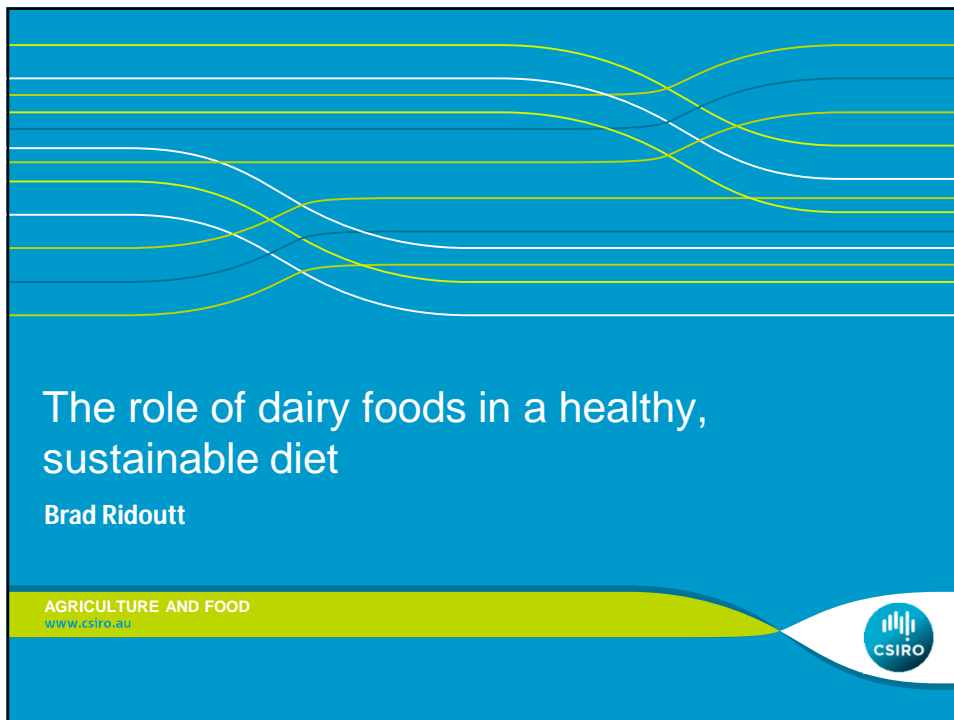 The role of dairy foods in a healthy,
sustainable diet
Brad Ridoutt
AGRICULTURE AND FOOD
www.csiro.au
CSIRO